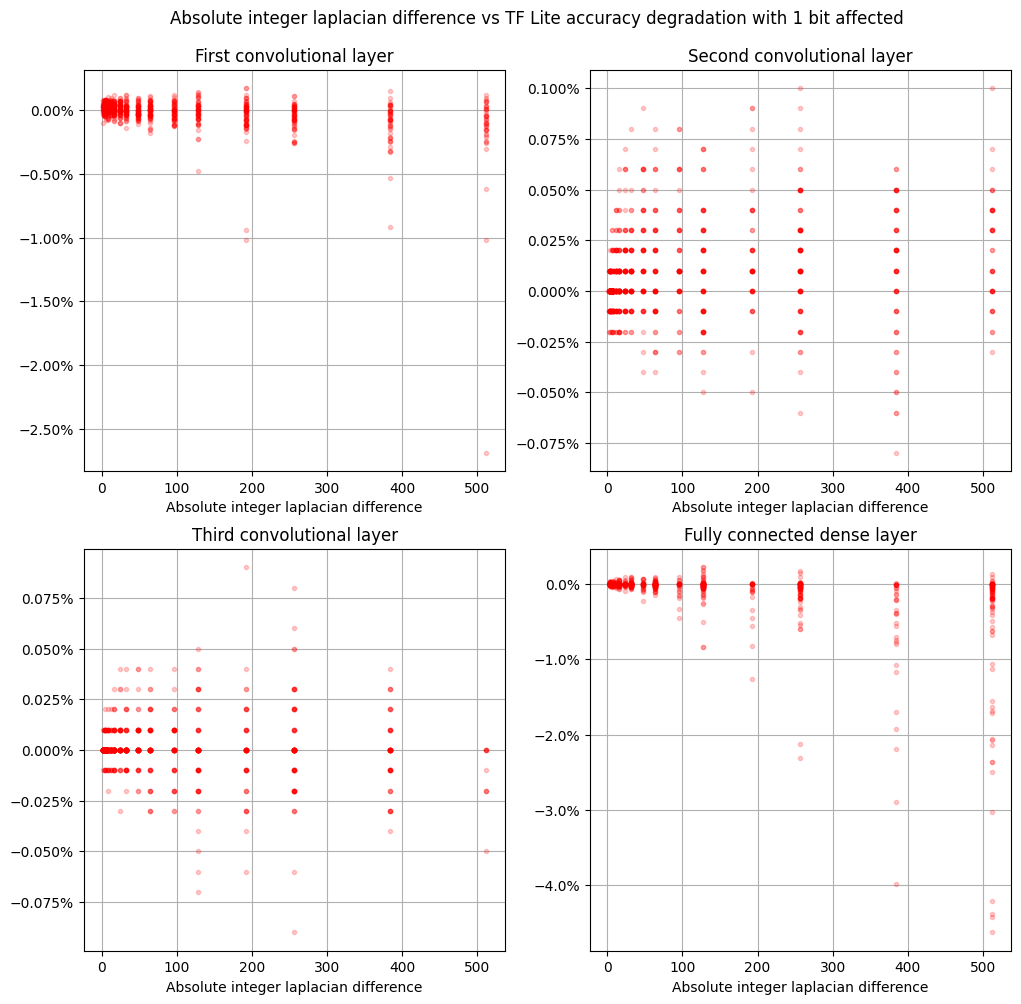 Absolute integer laplacian difference vs TF Lite accuracy degradation with 1 bit affected
First convolutional layer
0.00%
−0.50%
−1.00%
−1.50%
−2.00%
−2.50%
0 100 200 300 400 500
Absolute integer laplacian difference
Second convolutional layer
0.100%
0.075%
0.050%
0.025%
0.000%
−0.025%
−0.050%
−0.075%
0 100 200 300 400 500
Absolute integer laplacian difference
Third convolutional layer
0.075%
0.050%
0.025%
0.000%
−0.025%
−0.050%
−0.075%
0 100 200 300 400 500
Absolute integer laplacian difference
Fully connected dense layer
0.0%
−1.0%
−2.0%
−3.0%
−4.0%
0 100 200 300 400 500
Absolute integer laplacian difference